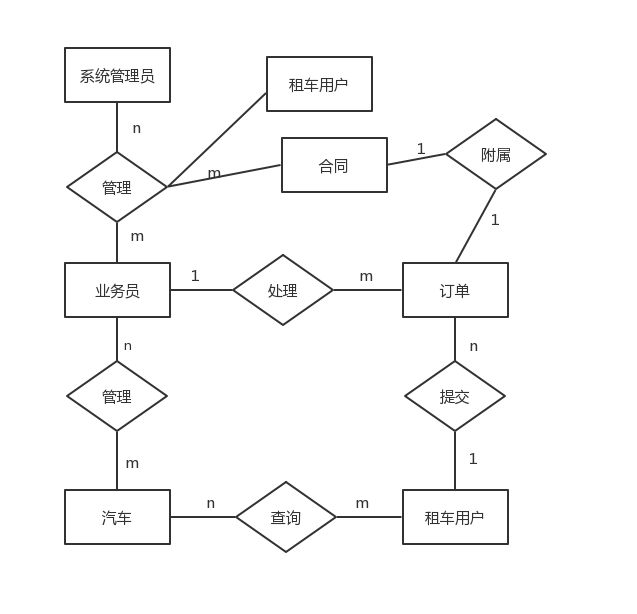 系统管理员
租车用户
n
1
合同
附属
m
管理
1
m
业务员
1
处理
m
订单
n
n
管理
提交
m
1
汽车
n
查询
m
租车用户